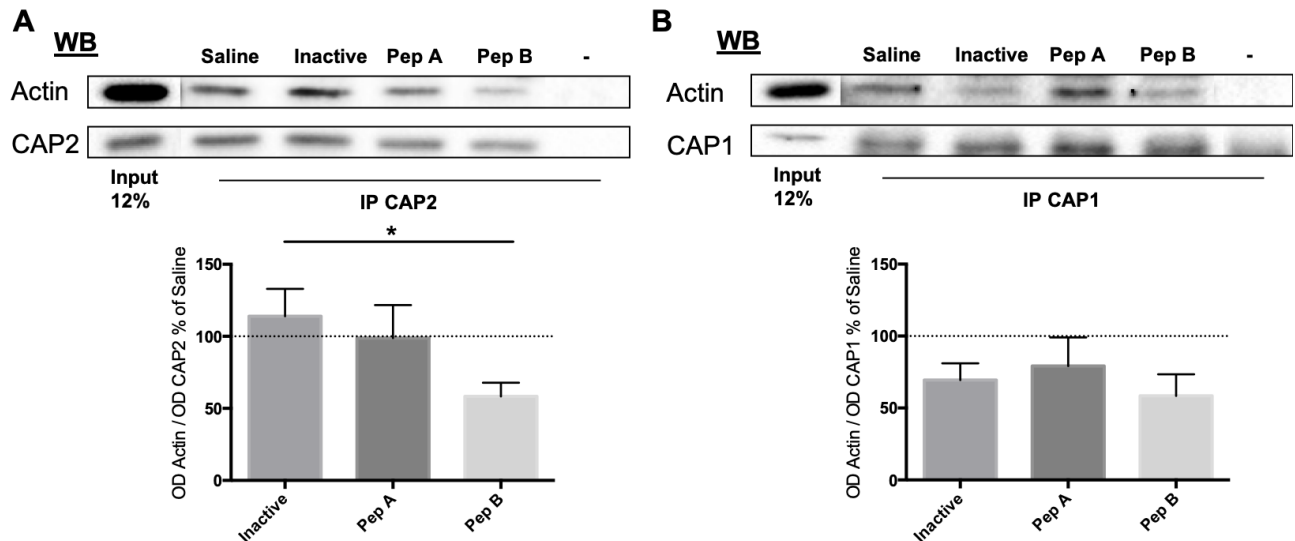 A
WB
Saline Inactive Pep A Pep B -
Actin
CAP2
Input
12%
IP CAP2
*
OD Actin / OD CAP2 % of Saline
150
100
50
0
Inactive
Pep A
Pep B
B
WB
Saline Inactive Pep A Pep B -
Actin
CAP1
Input
12%
IP CAP1
OD Actin / OD CAP1 % of Saline
150
100
50
0
Inactive
Pep A
Pep B